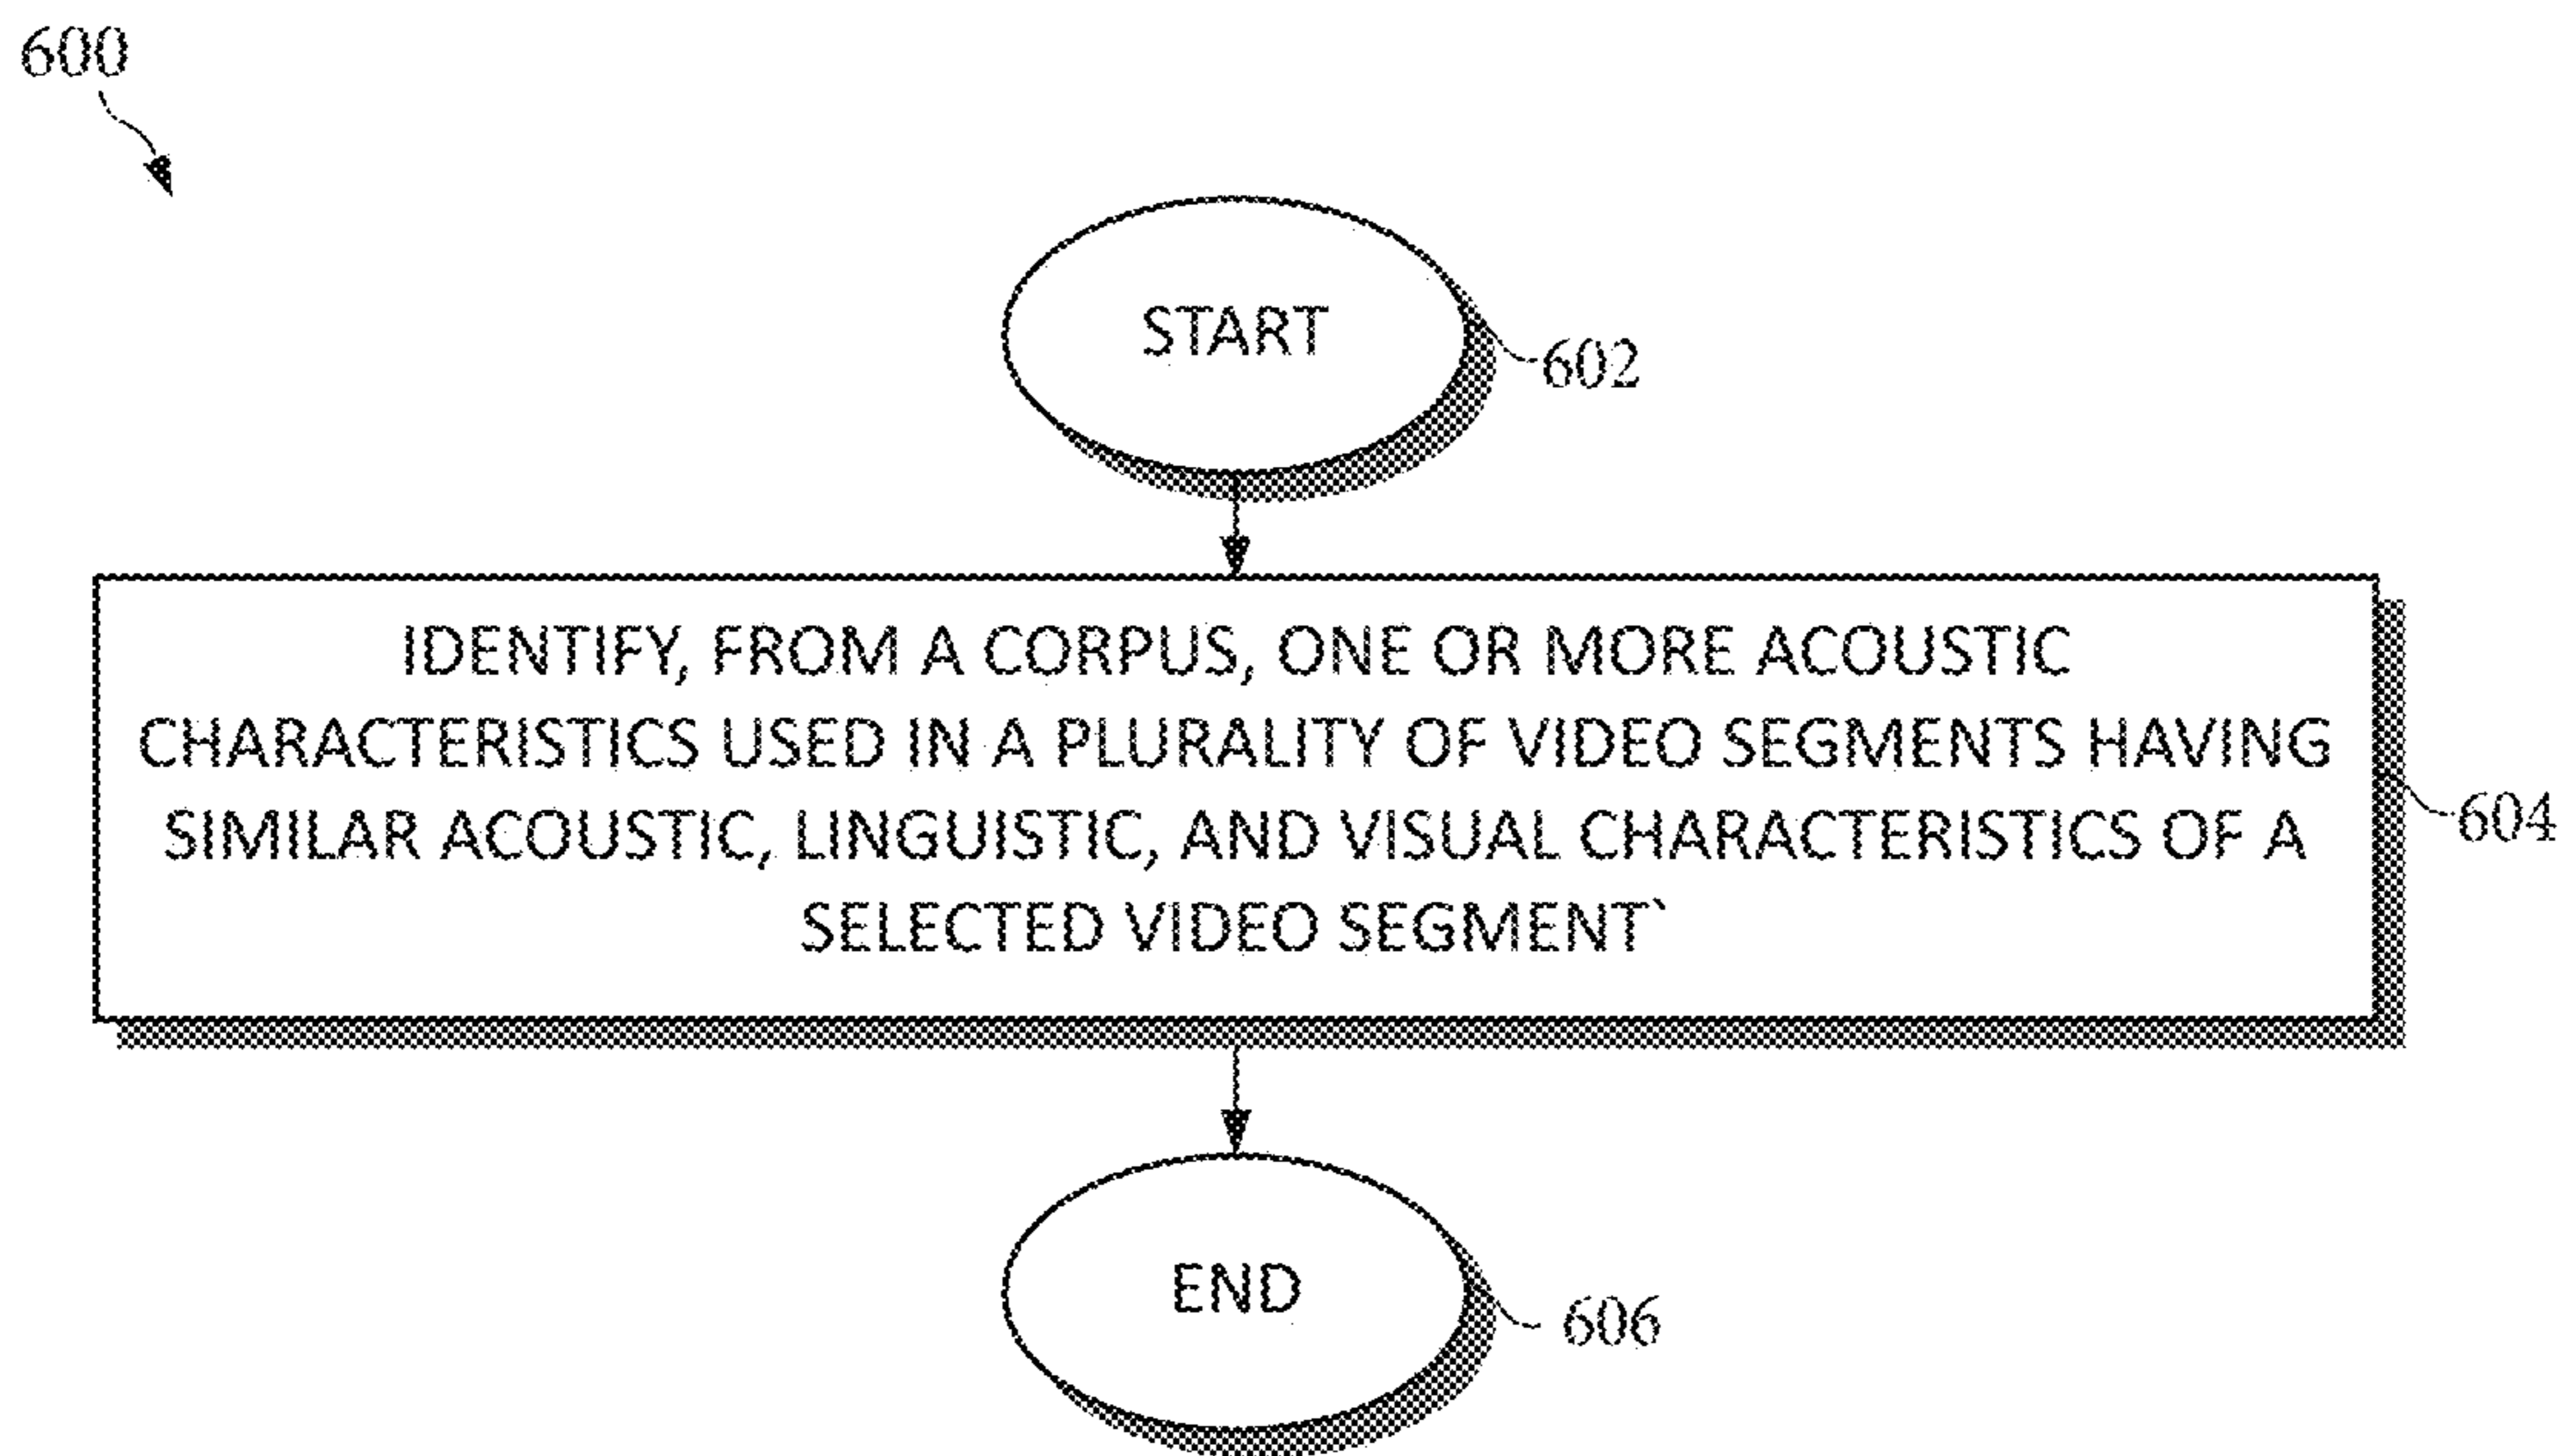 600
START
602
IDENTIFY, FROM A CORPUS, ONE OR MORE ACOUSTIC
CHARACTERISTICS USED IN A PLURALITY OF VIDEO SEGMENTS HAVING
SIMILAR ACOUSTIC, LINGUISTIC, AND VISUAL CHARACTERISTICS OF A
SELECTED VIDEO SEGMENT`
604
END
606